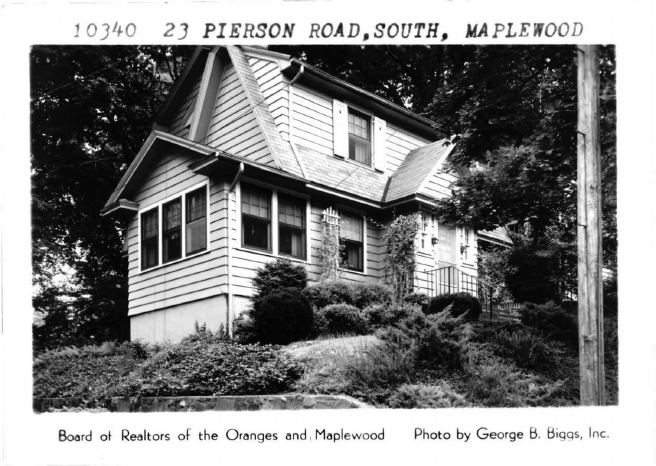 10340 23 PIERSON ROAD,SOUTH, MAPLEWOOD
Board of Realtors of the Oranges and Maplewood Photo by George B. Biggs, Inc.